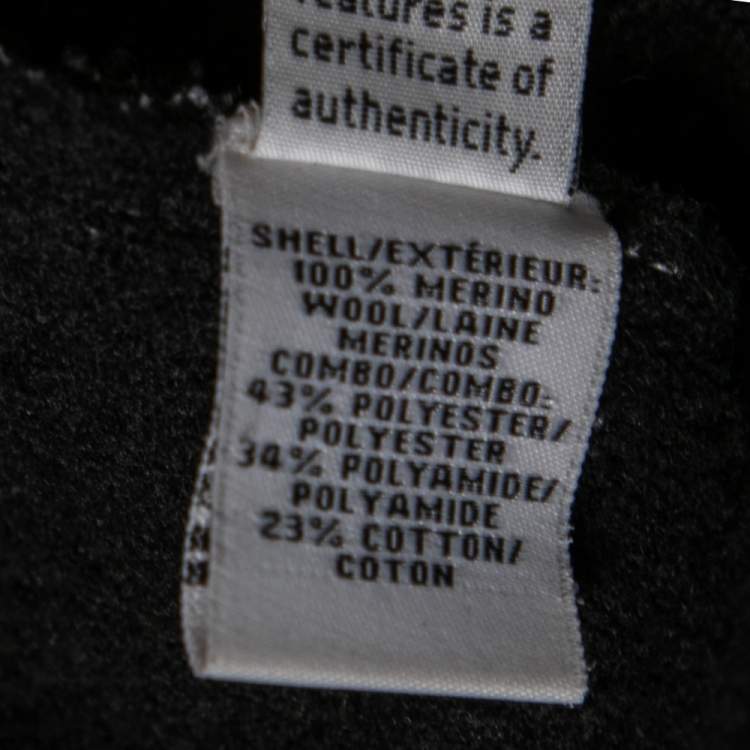 features is a
certificate of
authenticity.
SHELL/EXTÉRIEUR:
100% MERINO
WOOL/LAINE
MERINOS
COMBO/COMBO:
43% POLYESTER/
POLYESTER
34% POLYAMIDE/
POLYAMIDE
23% COTTON/
COTON